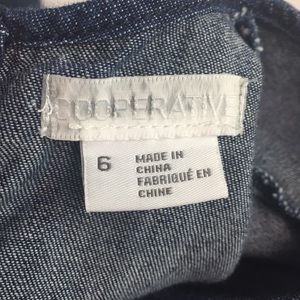 COOPERATIVE
6
MADE IN
CHINA
FABRIQUÉ EN
CHINE